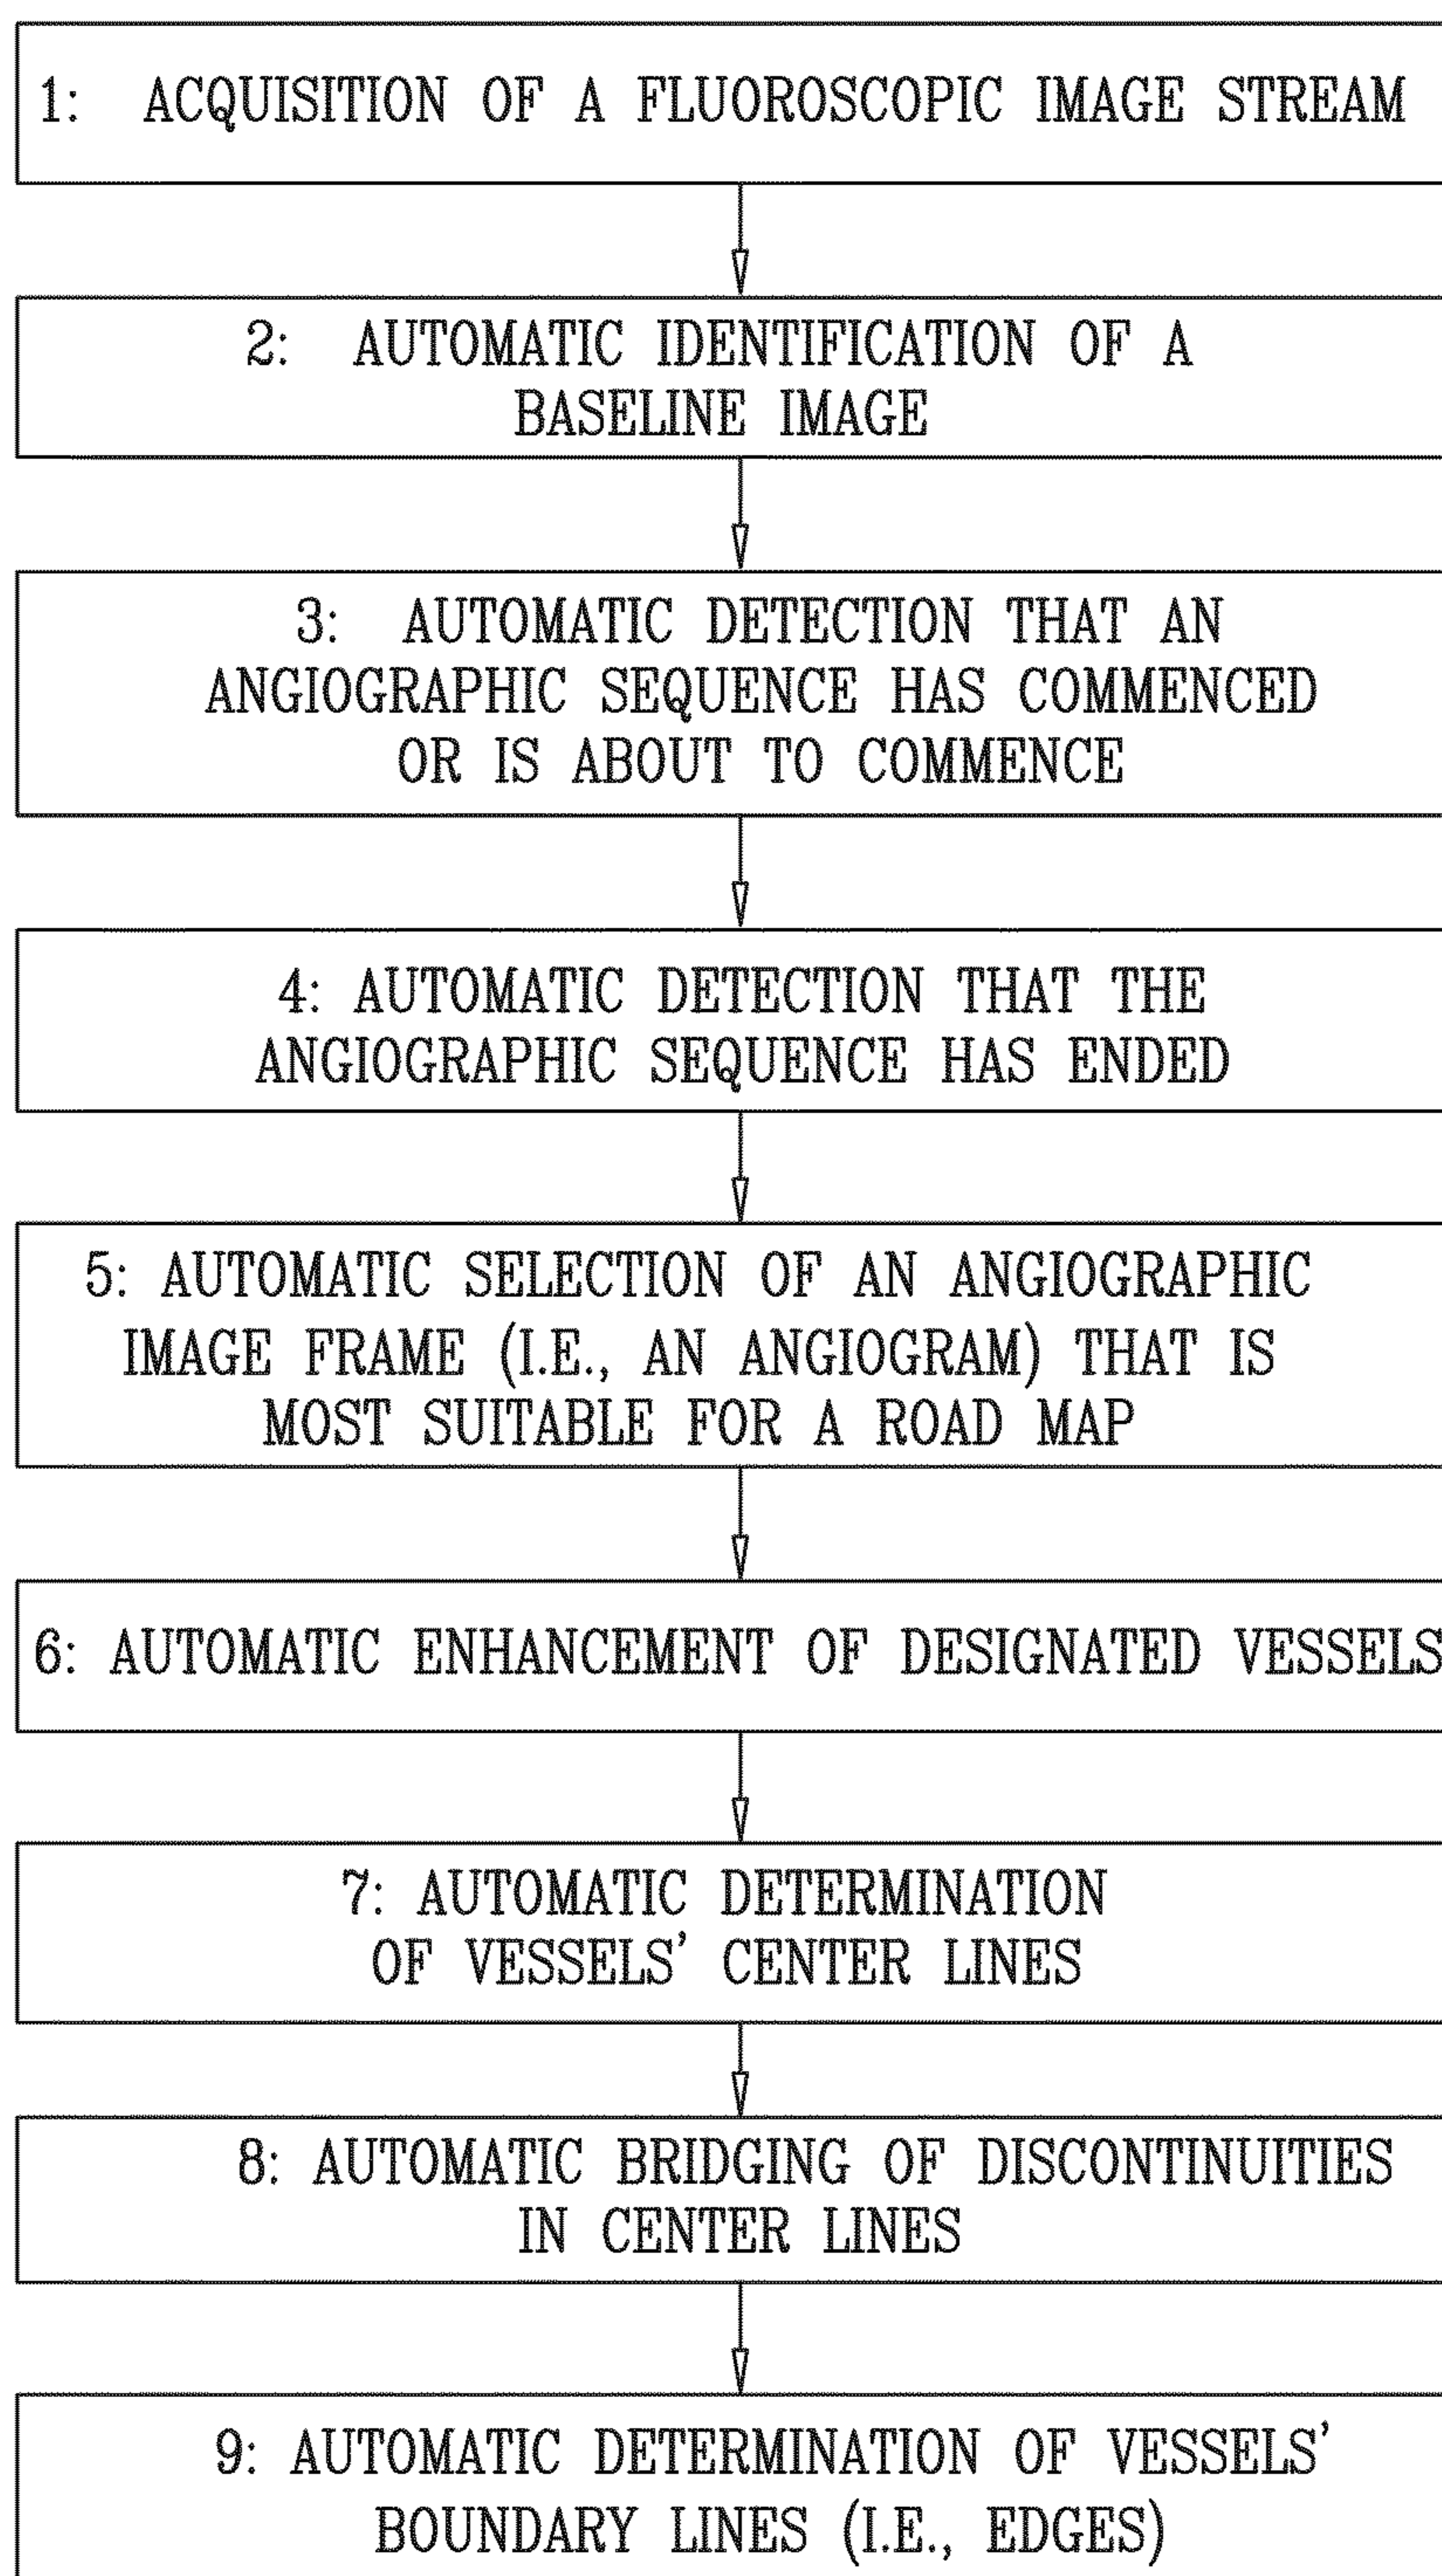 1: ACQUISITION OF A FLUOROSCOPIC IMAGE STREAM
2: AUTOMATIC IDENTIFICATION OF A
BASELINE IMAGE
3: AUTOMATIC DETECTION THAT AN
ANGIOGRAPHIC SEQUENCE HAS COMMENCED
OR IS ABOUT TO COMMENCE
4: AUTOMATIC DETECTION THAT THE
ANGIOGRAPHIC SEQUENCE HAS ENDED
5: AUTOMATIC SELECTION OF AN ANGIOGRAPHIC
IMAGE FRAME (I.E., AN ANGIOGRAM) THAT IS
MOST SUITABLE FOR A ROAD MAP
6: AUTOMATIC ENHANCEMENT OF DESIGNATED VESSELS
7: AUTOMATIC DETERMINATION
OF VESSELS' CENTER LINES
8: AUTOMATIC BRIDGING OF DISCONTINUITIES
IN CENTER LINES
9: AUTOMATIC DETERMINATION OF VESSELS'
BOUNDARY LINES (I.E., EDGES)